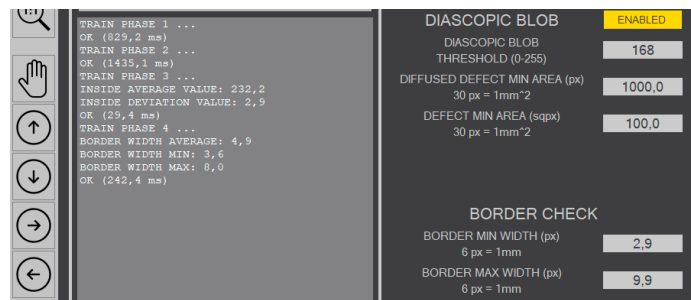 1:1
TRAIN PHASE 1 ...
OK (829,2 ms)
TRAIN PHASE 2 ...
OK (1435,1 ms)
TRAIN PHASE 3 ...
INSIDE AVERAGE VALUE: 232,2
INSIDE DEVIATION VALUE: 2,9
OK (29,4 ms)
TRAIN PHASE 4 ...
BORDER WIDTH AVERAGE: 4,9
BORDER WIDTH MIN: 3,6
BORDER WIDTH MAX: 8,0
OK (242,4 ms)
DIASCOPIC BLOB ENABLED
DIASCOPIC BLOB
THRESHOLD (0-255) 168
DIFFUSED DEFECT MIN AREA (px)
30 px = 1mm^2 1000,0
DEFECT MIN AREA (sqpx)
30 px = 1mm^2 100,0
BORDER CHECK
BORDER MIN WIDTH (px)
6 px = 1mm 2,9
BORDER MAX WIDTH (px)
6 px = 1mm 9,9